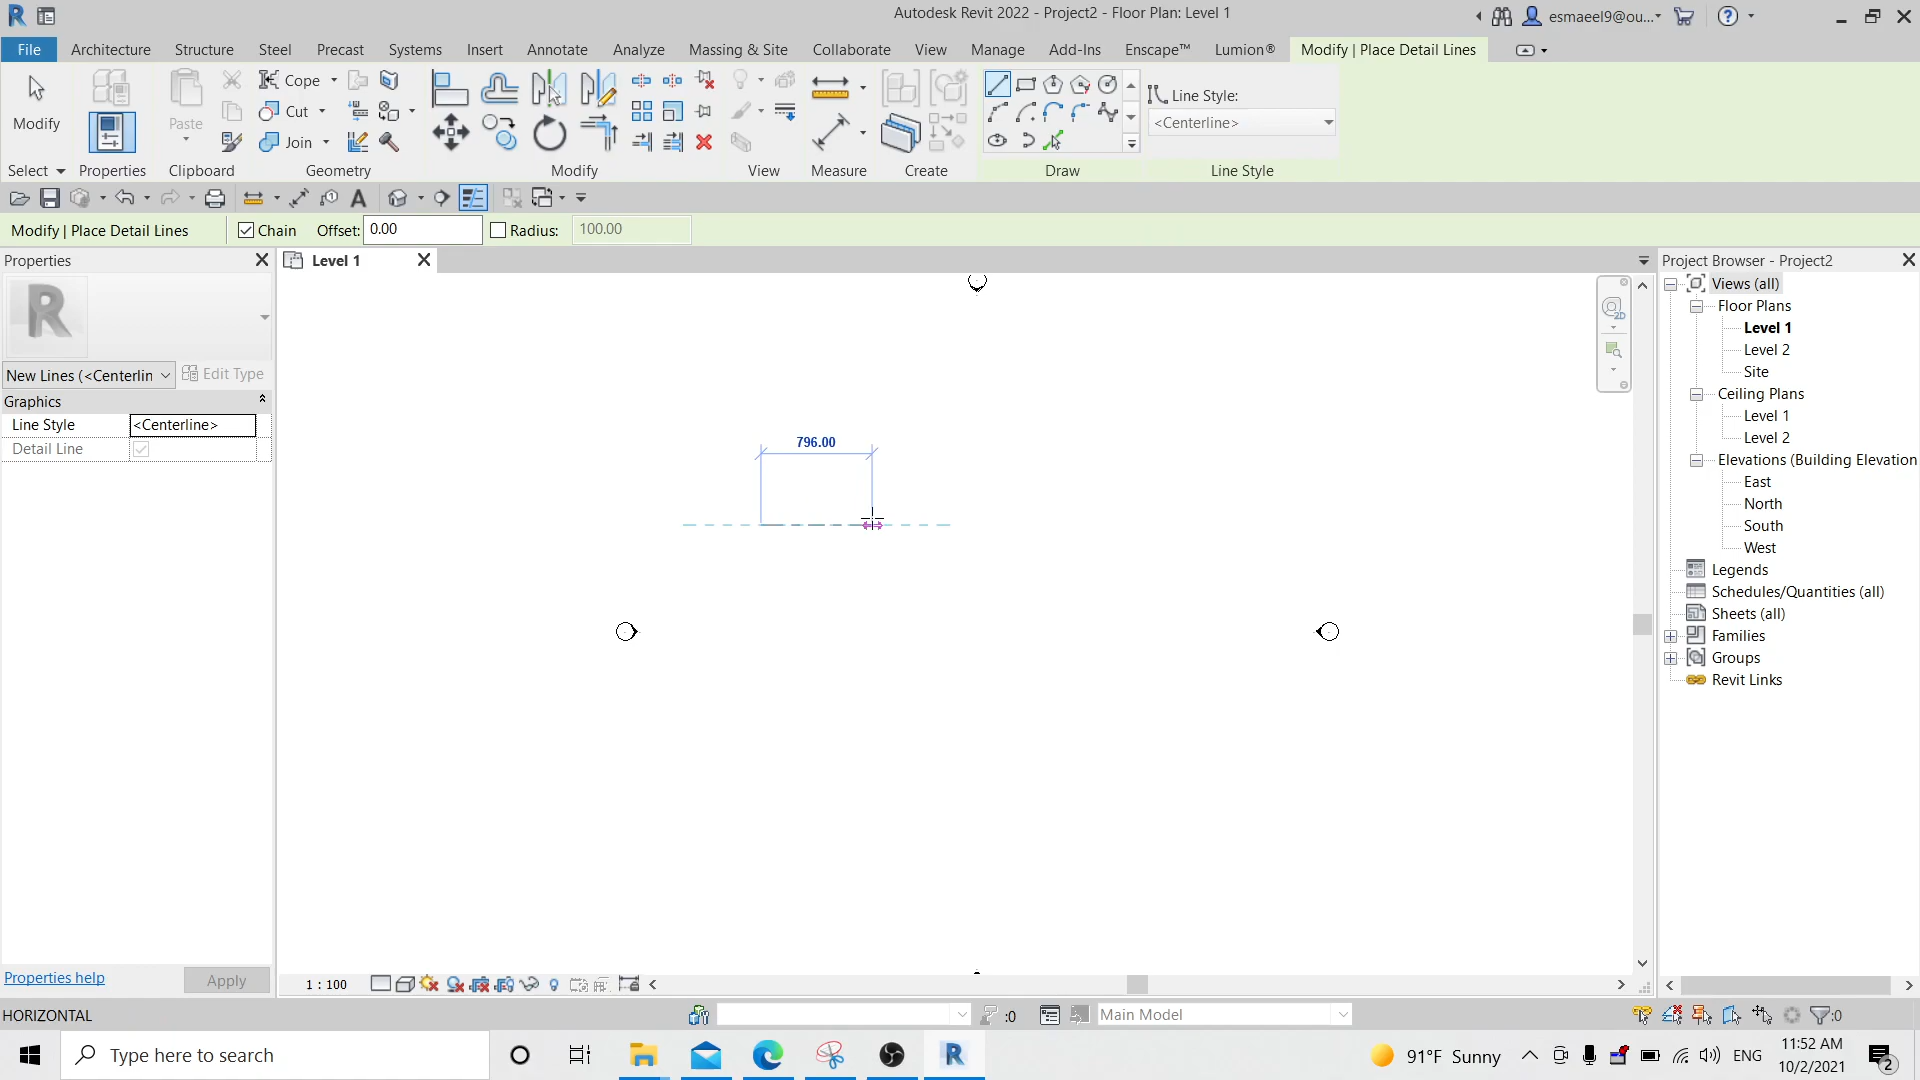 Autodesk Revit 2022 - Project2 - Floor Plan: Level 1
esmaeel9@ou...
File Architecture Structure Steel Precast Systems Insert Annotate Analyze Massing & Site Collaborate View Manage Add-Ins Enscape™ Lumion® Modify | Place Detail Lines
Modify
Paste
Cope
Cut
Join
Line Style:
<Centerline>
Select Properties Clipboard Geometry Modify View Measure Create Draw Line Style
Modify | Place Detail Lines Chain Offset: 0.00 Radius: 100.00
Properties
New Lines (<Centerlin
Edit Type
Graphics
Line Style <Centerline>
Detail Line
Properties help
Apply
Level 1
2D
796.00
1 : 100
Project Browser - Project2
Views (all)
Floor Plans
Level 1
Level 2
Site
Ceiling Plans
Level 1
Level 2
Elevations (Building Elevation
East
North
South
West
Legends
Schedules/Quantities (all)
Sheets (all)
Families
Groups
Revit Links
HORIZONTAL
:0
Main Model
:0
Type here to search
91°F Sunny
ENG
11:52 AM
10/2/2021
2